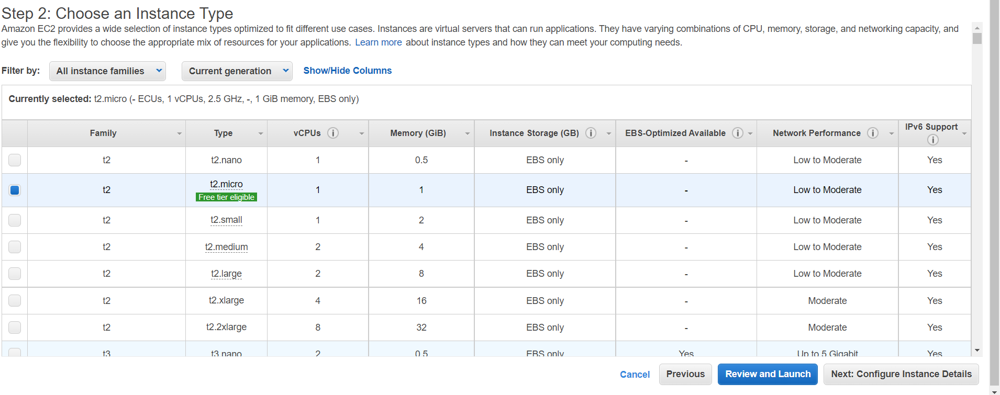 Step 2: Choose an Instance Type
Amazon EC2 provides a wide selection of instance types optimized to fit different use cases. Instances are virtual servers that can run applications. They have varying combinations of CPU, memory, storage, and networking capacity, and
give you the flexibility to choose the appropriate mix of resources for your applications. Learn more about instance types and how they can meet your computing needs.
Filter by: All instance families Current generation Show/Hide Columns
Currently selected: t2.micro (- ECUs, 1 vCPUs, 2.5 GHz, -, 1 GiB memory, EBS only)
Family Type vCPUs Memory (GiB) Instance Storage (GB) EBS-Optimized Available Network Performance IPv6 Support
t2 t2.nano 1 0.5 EBS only - Low to Moderate Yes
t2 t2.micro 1 1 EBS only - Low to Moderate Yes
Free tier eligible
t2 t2.small 1 2 EBS only - Low to Moderate Yes
t2 t2.medium 2 4 EBS only - Low to Moderate Yes
t2 t2.large 2 8 EBS only - Low to Moderate Yes
t2 t2.xlarge 4 16 EBS only - Moderate Yes
t2 t2.2xlarge 8 32 EBS only - Moderate Yes
t3 t3.nano 2 0.5 EBS only Yes Up to 5 Gigabit Yes
Cancel Previous Review and Launch Next: Configure Instance Details